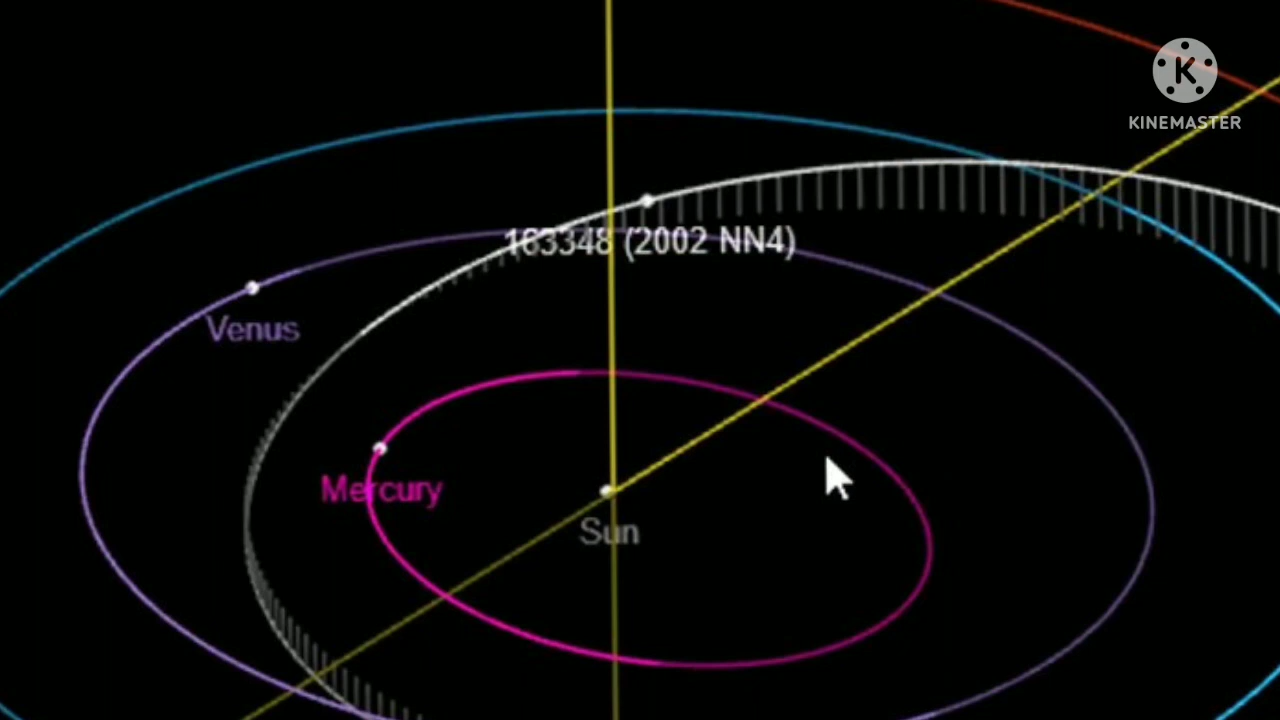 K
KINEMASTER
163348 (2002 NN4)
Venus
Mercury
Sun